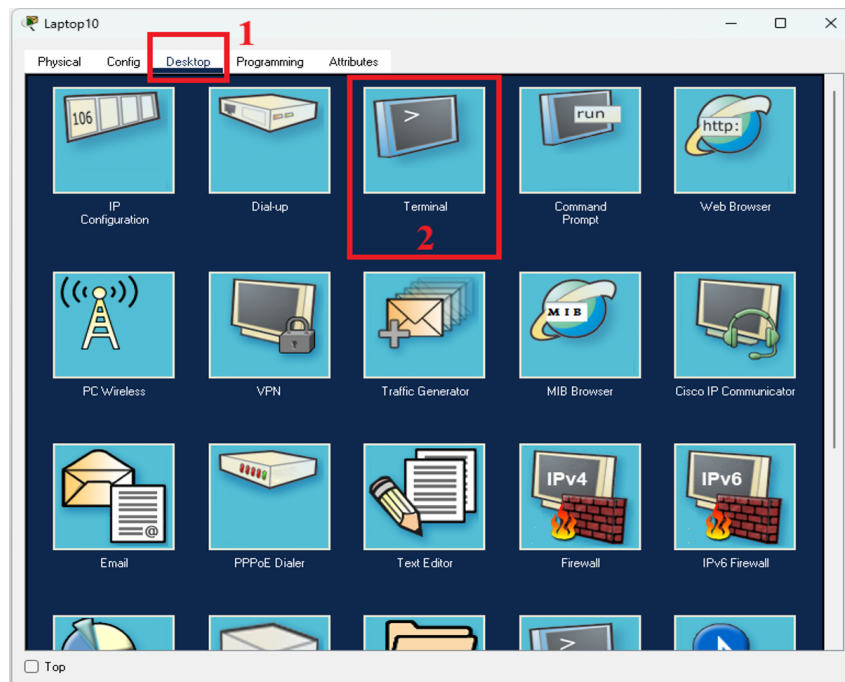 Laptop10
1
Physical Config Desktop Programming Attributes
106
>
run
http:
IP
Configuration
Dial-up
Terminal
Command
Prompt
Web Browser
2
MIB
PC Wireless
VPN
Traffic Generator
MIB Browser
Cisco IP Communicator
@
IPv4
IPv6
Email
PPPoE Dialer
Text Editor
Firewall
IPv6 Firewall
>
Top